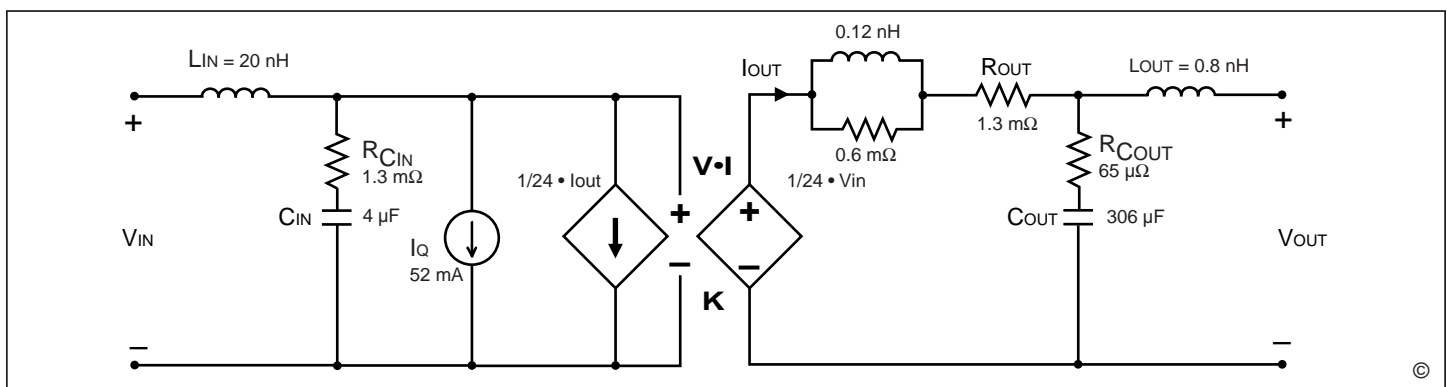 LIN = 20 nH
+
RCIN
1.3 mΩ
CIN
4 µF
VIN
–
IQ
52 mA
1/24 • Iout
V•I
+
–
K
1/24 • Vin
+
–
IOUT
0.12 nH
0.6 mΩ
ROUT
1.3 mΩ
LOUT = 0.8 nH
+
RCOUT
65 µΩ
COUT
306 µF
VOUT
–
©